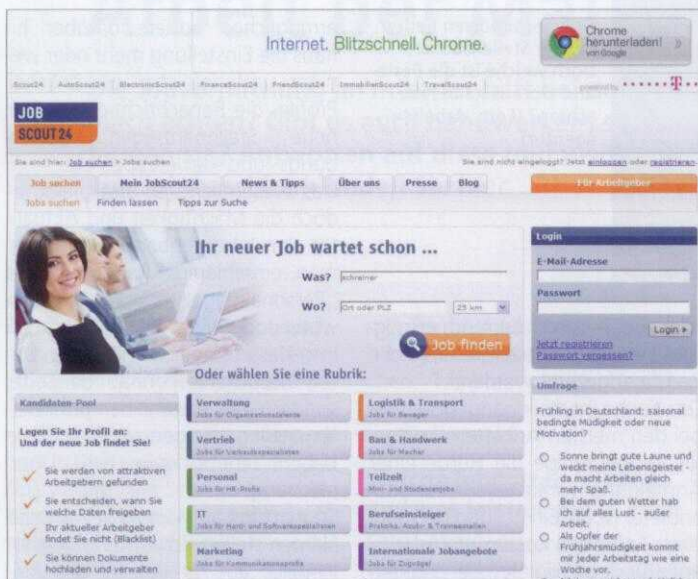 Internet. Blitzschnell. Chrome.
Chrome
herunterladen!
von Google
Scout24 | AutoScout24 | ElectronicScout24 | FinanceScout24 | FriendScout24 | ImmobilienScout24 | TravelScout24
powered by T
JOB
SCOUT24
Sie sind hier: Job suchen > Jobs suchen
Sie sind nicht eingeloggt? Jetzt einloggen oder registrieren.
Job suchen Mein JobScout24 News & Tipps Über uns Presse Blog Für Arbeitgeber
Jobs suchen Finden lassen Tipps zur Suche
Ihr neuer Job wartet schon ...
Was? schreiner
Wo? Ort oder PLZ 25 km
Job finden
Oder wählen Sie eine Rubrik:
Login
E-Mail-Adresse
Passwort
Login
Jetzt registrieren
Passwort vergessen?
Kandidaten-Pool
Legen Sie Ihr Profil an:
Und der neue Job findet Sie!
Sie werden von attraktiven
Arbeitgebern gefunden
Sie entscheiden, wann Sie
welche Daten freigeben
Ihr aktueller Arbeitgeber
findet Sie nicht (Blacklist)
Sie können Dokumente
hochladen und verwalten
Verwaltung
Jobs für Organisationstalente
Vertrieb
Jobs für Verkaufsspezialisten
Personal
Jobs für HR-Profis
IT
Jobs für Hard- und Softwarespezialisten
Marketing
Jobs für Kommunikationsprofis
Logistik & Transport
Jobs für Beweger
Bau & Handwerk
Jobs für Macher
Teilzeit
Mini- und Studentenjobs
Berufseinsteiger
Praktika, Azubi- & Traineestellen
Internationale Jobangebote
Jobs für Zugvögel
Umfrage
Frühling in Deutschland: saisonal
bedingte Müdigkeit oder neue
Motivation?
Sonne bringt gute Laune und
weckt meine Lebensgeister -
da macht Arbeiten gleich
mehr Spaß.
Bei dem guten Wetter hab
ich auf alles Lust - außer
Arbeit.
Als Opfer der
Frühjahrsmüdigkeit kommt
mir jeder Arbeitstag wie eine
Woche vor.